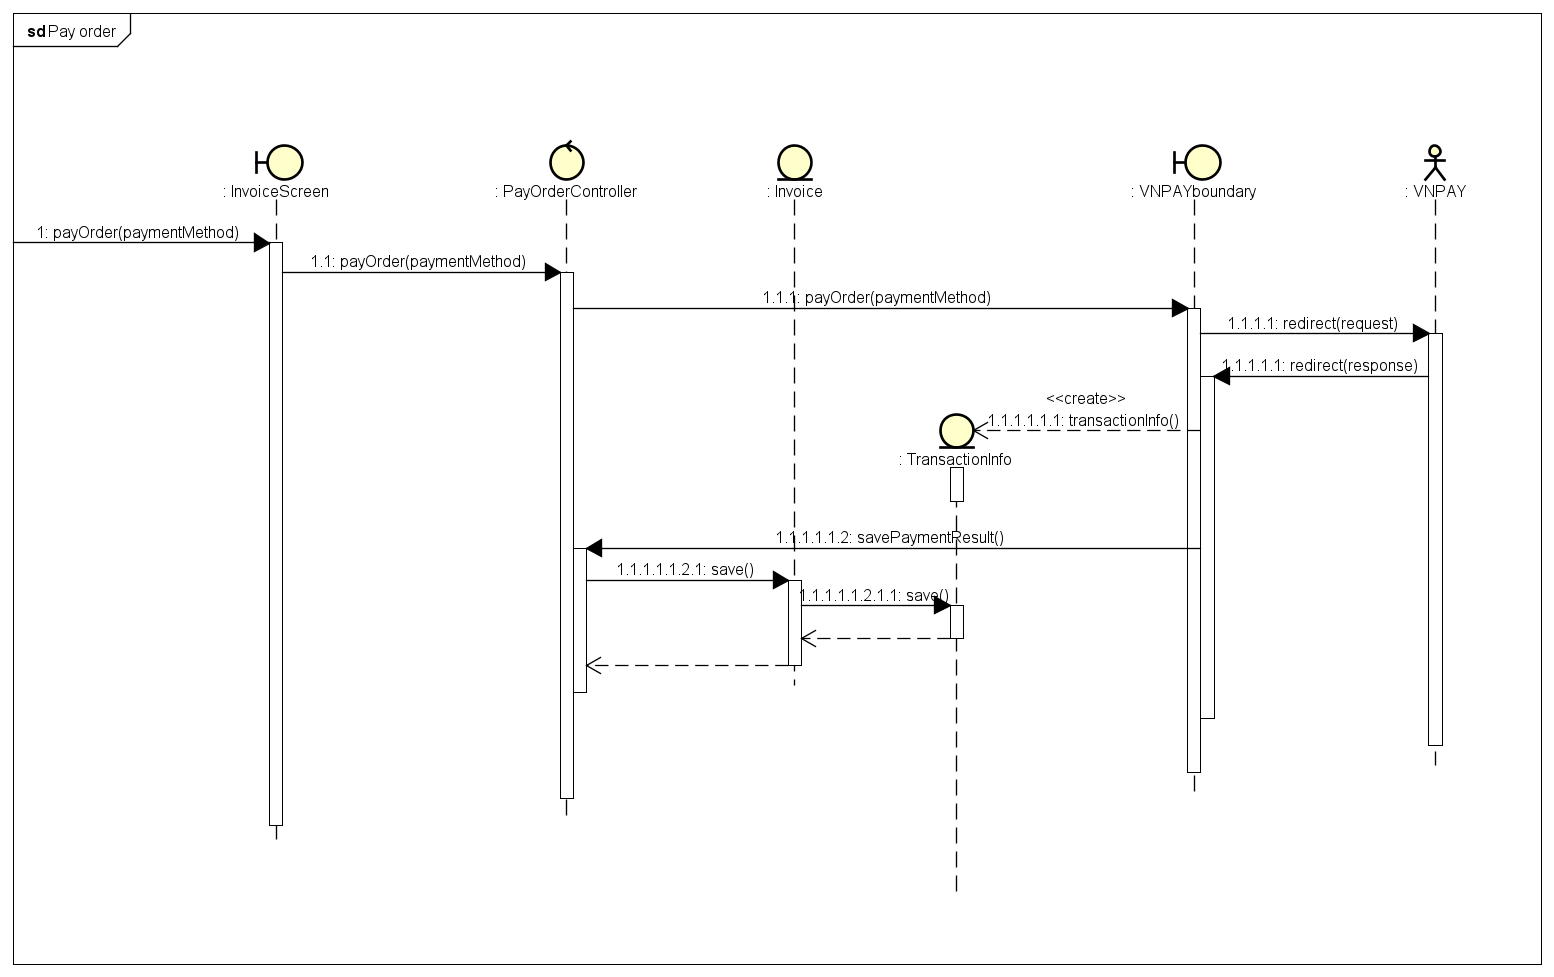 sd Pay order
: InvoiceScreen
: PayOrderController
: Invoice
: VNPAYboundary
: VNPAY
1: payOrder(paymentMethod)
1.1: payOrder(paymentMethod)
1.1.1: payOrder(paymentMethod)
1.1.1.1: redirect(request)
1.1.1.1.1: redirect(response)
<<create>>
1.1.1.1.1.1: transactionInfo()
: TransactionInfo
1.1.1.1.1.2: savePaymentResult()
1.1.1.1.1.2.1: save()
1.1.1.1.1.2.1.1: save()